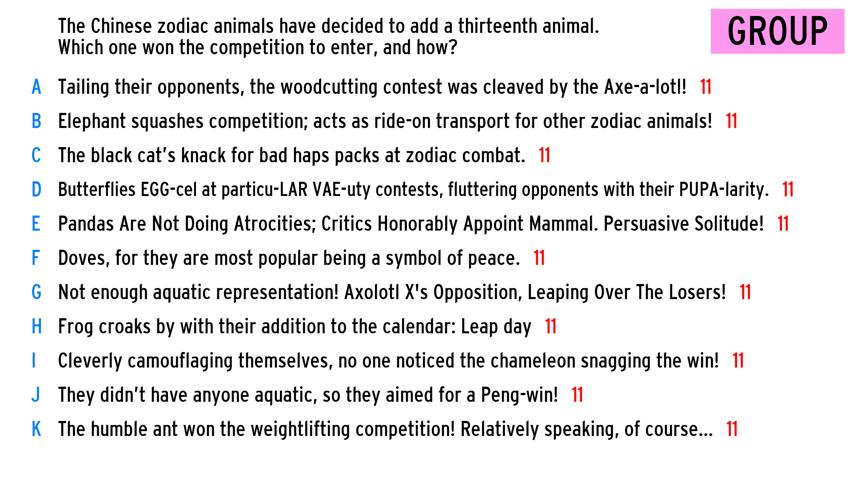 The Chinese zodiac animals have decided to add a thirteenth animal.
Which one won the competition to enter, and how?
GROUP
A Tailing their opponents, the woodcutting contest was cleaved by the Axe-a-lotl! 11
B Elephant squashes competition; acts as ride-on transport for other zodiac animals! 11
C The black cat's knack for bad haps packs at zodiac combat. 11
D Butterflies EGG-cel at particu-LAR VAE-uty contests, fluttering opponents with their PUPA-larity. 11
E Pandas Are Not Doing Atrocities; Critics Honorably Appoint Mammal. Persuasive Solitude! 11
F Doves, for they are most popular being a symbol of peace. 11
G Not enough aquatic representation! Axolotl X's Opposition, Leaping Over The Losers! 11
H Frog croaks by with their addition to the calendar: Leap day 11
I Cleverly camouflaging themselves, no one noticed the chameleon snagging the win! 11
J They didn't have anyone aquatic, so they aimed for a Peng-win! 11
K The humble ant won the weightlifting competition! Relatively speaking, of course... 11